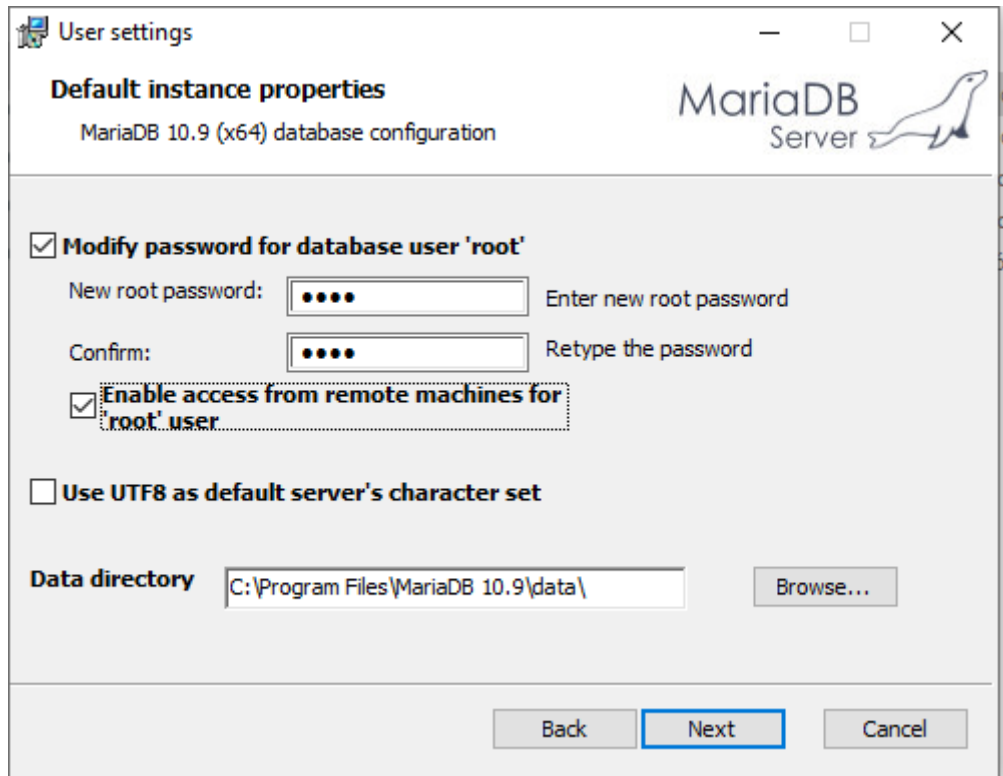 User settings
Default instance properties
MariaDB 10.9 (x64) database configuration
MariaDB
Server
Modify password for database user 'root'
New root password: ●●●● Enter new root password
Confirm: ●●●● Retype the password
Enable access from remote machines for
'root' user
Use UTF8 as default server's character set
Data directory C:\Program Files\MariaDB 10.9\data\ Browse...
Back Next Cancel